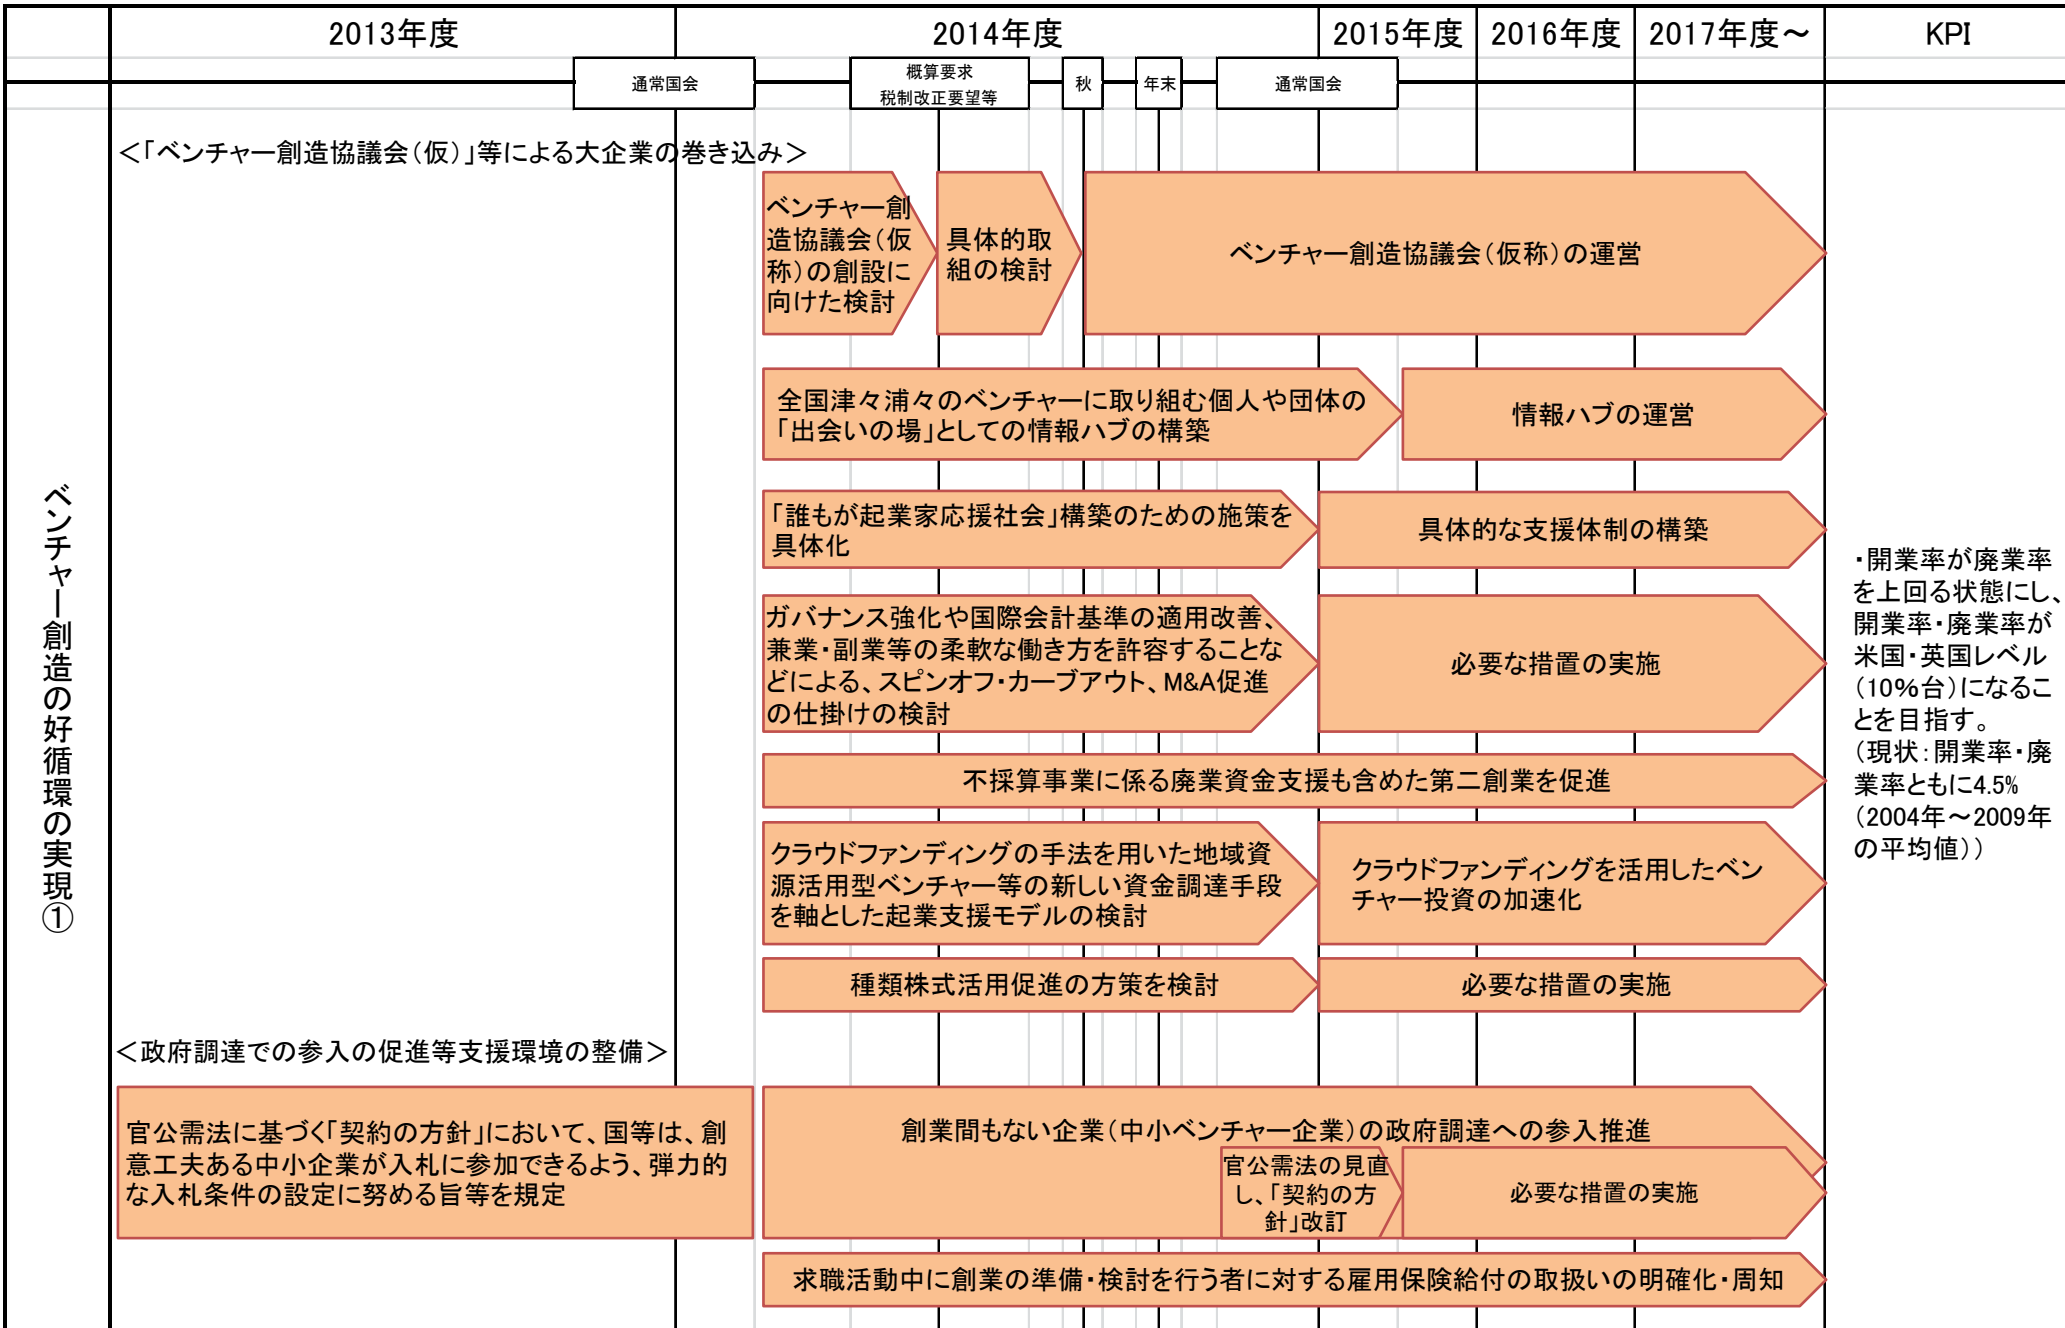 2013年度
2014年度
2015年度
2016年度
2017年度～
KPI
通常国会
概算要求
税制改正要望等
秋
年末
通常国会
ベンチャー創造の好循環の実現①
＜「ベンチャー創造協議会（仮）」等による大企業の巻き込み＞
ベンチャー創
造協議会（仮
称）の創設に
向けた検討
具体的取
組の検討
ベンチャー創造協議会（仮称）の運営
全国津々浦々のベンチャーに取り組む個人や団体の
「出会いの場」としての情報ハブの構築
情報ハブの運営
「誰もが起業家応援社会」構築のための施策を
具体化
具体的な支援体制の構築
ガバナンス強化や国際会計基準の適用改善、
兼業・副業等の柔軟な働き方を許容することな
どによる、スピンオフ・カーブアウト、M&A促進
の仕掛けの検討
必要な措置の実施
不採算事業に係る廃業資金支援も含めた第二創業を促進
クラウドファンディングの手法を用いた地域資
源活用型ベンチャー等の新しい資金調達手段
を軸とした起業支援モデルの検討
クラウドファンディングを活用したベン
チャー投資の加速化
種類株式活用促進の方策を検討
必要な措置の実施
＜政府調達での参入の促進等支援環境の整備＞
官公需法に基づく「契約の方針」において、国等は、創
意工夫ある中小企業が入札に参加できるよう、弾力的
な入札条件の設定に努める旨等を規定
創業間もない企業（中小ベンチャー企業）の政府調達への参入推進
官公需法の見直
し、「契約の方
針」改訂
必要な措置の実施
求職活動中に創業の準備・検討を行う者に対する雇用保険給付の取扱いの明確化・周知
・開業率が廃業率
を上回る状態にし、
開業率・廃業率が
米国・英国レベル
（10％台）になるこ
とを目指す。
（現状：開業率・廃
業率ともに4.5%
（2004年～2009年
の平均値））